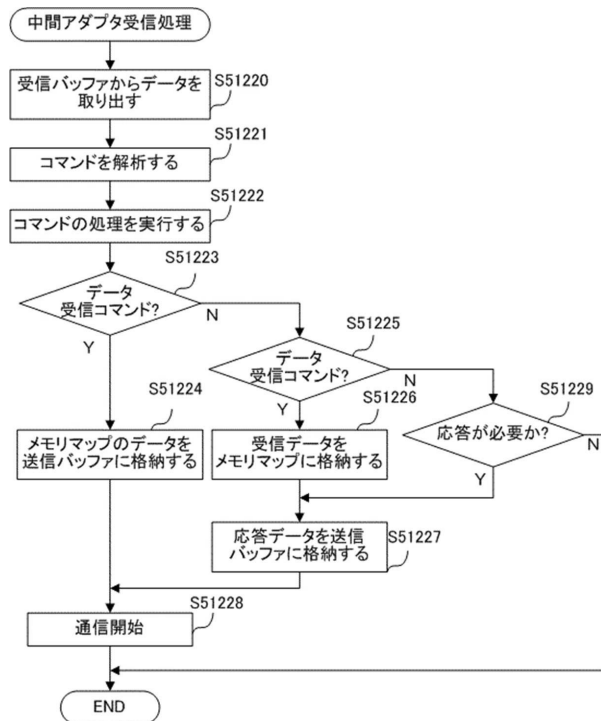 中間アダプタ受信処理
受信バッファからデータを
取り出す
S51220
コマンドを解析する
S51221
コマンドの処理を実行する
S51222
データ
受信コマンド?
S51223
N
Y
データ
受信コマンド?
S51225
N
Y
応答が必要か?
S51229
N
Y
メモリマップのデータを
送信バッファに格納する
S51224
受信データを
メモリマップに格納する
S51226
応答データを送信
バッファに格納する
S51227
通信開始
S51228
END